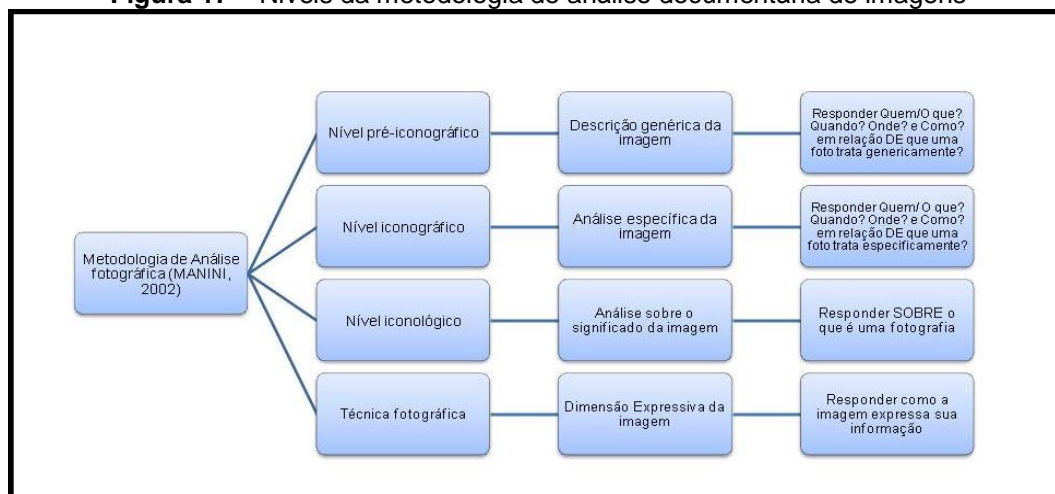 Figura – Níveis da metodologia de análise documentária de imagens
Metodologia de Análise
fotográfica (MANINI,
2002)
Nível pré-iconográfico
Descrição genérica da
imagem
Responder Quem/O que?
Quando? Onde? e Como?
em relação DE que uma
foto trata genericamente?
Nível iconográfico
Análise específica da
imagem
Responder Quem/ O que?
Quando? Onde? e Como?
em relação DE que uma
foto trata especificamente?
Nível iconológico
Análise sobre o
significado da imagem
Responder SOBRE o
que é uma fotografia
Técnica fotográfica
Dimensão Expressiva da
imagem
Responder como a
imagem expressa sua
informação